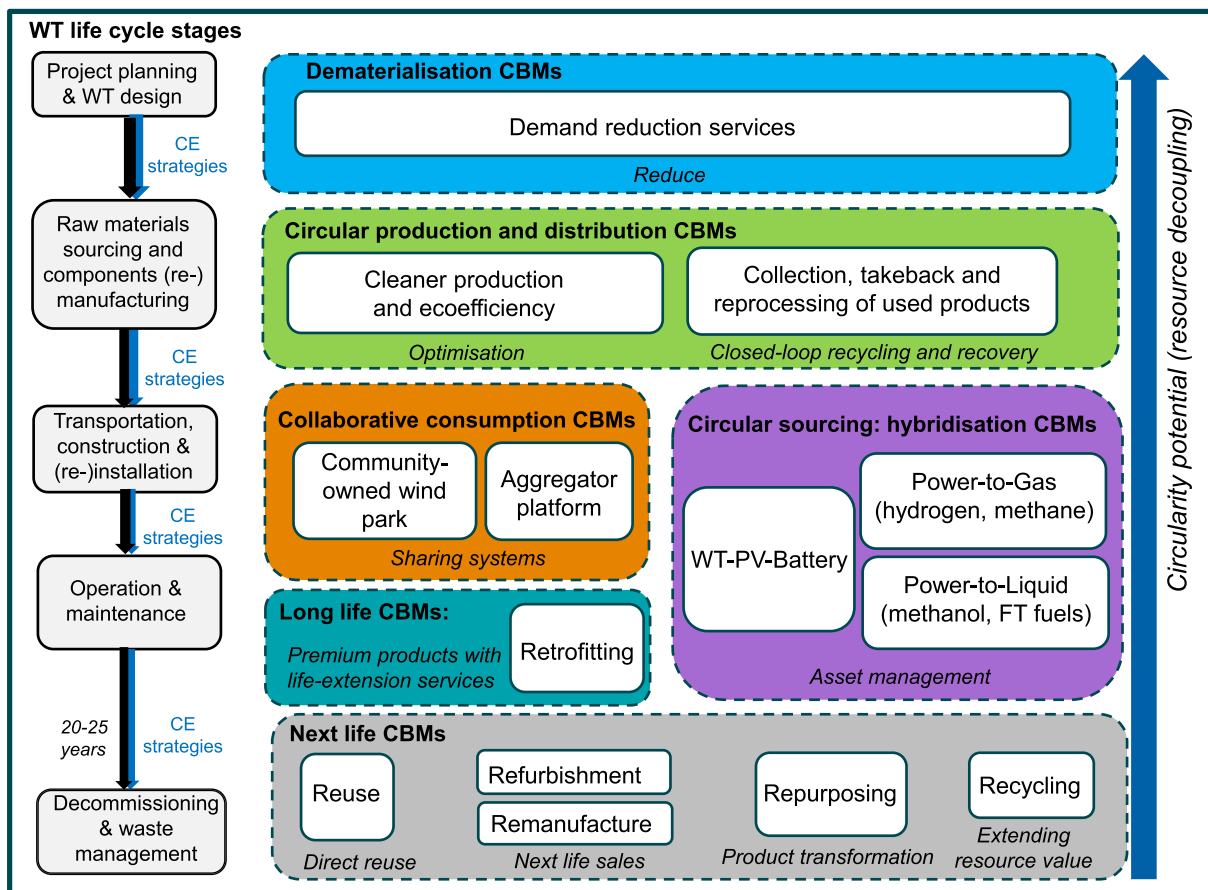 WT life cycle stages
Project planning
& WT design
CE
strategies
Raw materials
sourcing and
components (re-)
manufacturing
CE
strategies
Transportation,
construction &
(re-)installation
CE
strategies
Operation &
maintenance
20-25
years
CE
strategies
Decommissioning
& waste
management
Dematerialisation CBMs
Demand reduction services
Reduce
Circular production and distribution CBMs
Cleaner production
and ecoefficiency
Optimisation
Collection, takeback and
reprocessing of used products
Closed-loop recycling and recovery
Collaborative consumption CBMs
Community-
owned wind
park
Aggregator
platform
Sharing systems
Circular sourcing: hybridisation CBMs
WT-PV-Battery
Power-to-Gas
(hydrogen, methane)
Power-to-Liquid
(methanol, FT fuels)
Asset management
Long life CBMs:
Premium products with
life-extension services
Retrofitting
Next life CBMs
Reuse
Direct reuse
Refurbishment
Remanufacture
Next life sales
Repurposing
Product transformation
Recycling
Extending
resource value
Circularity potential (resource decoupling)